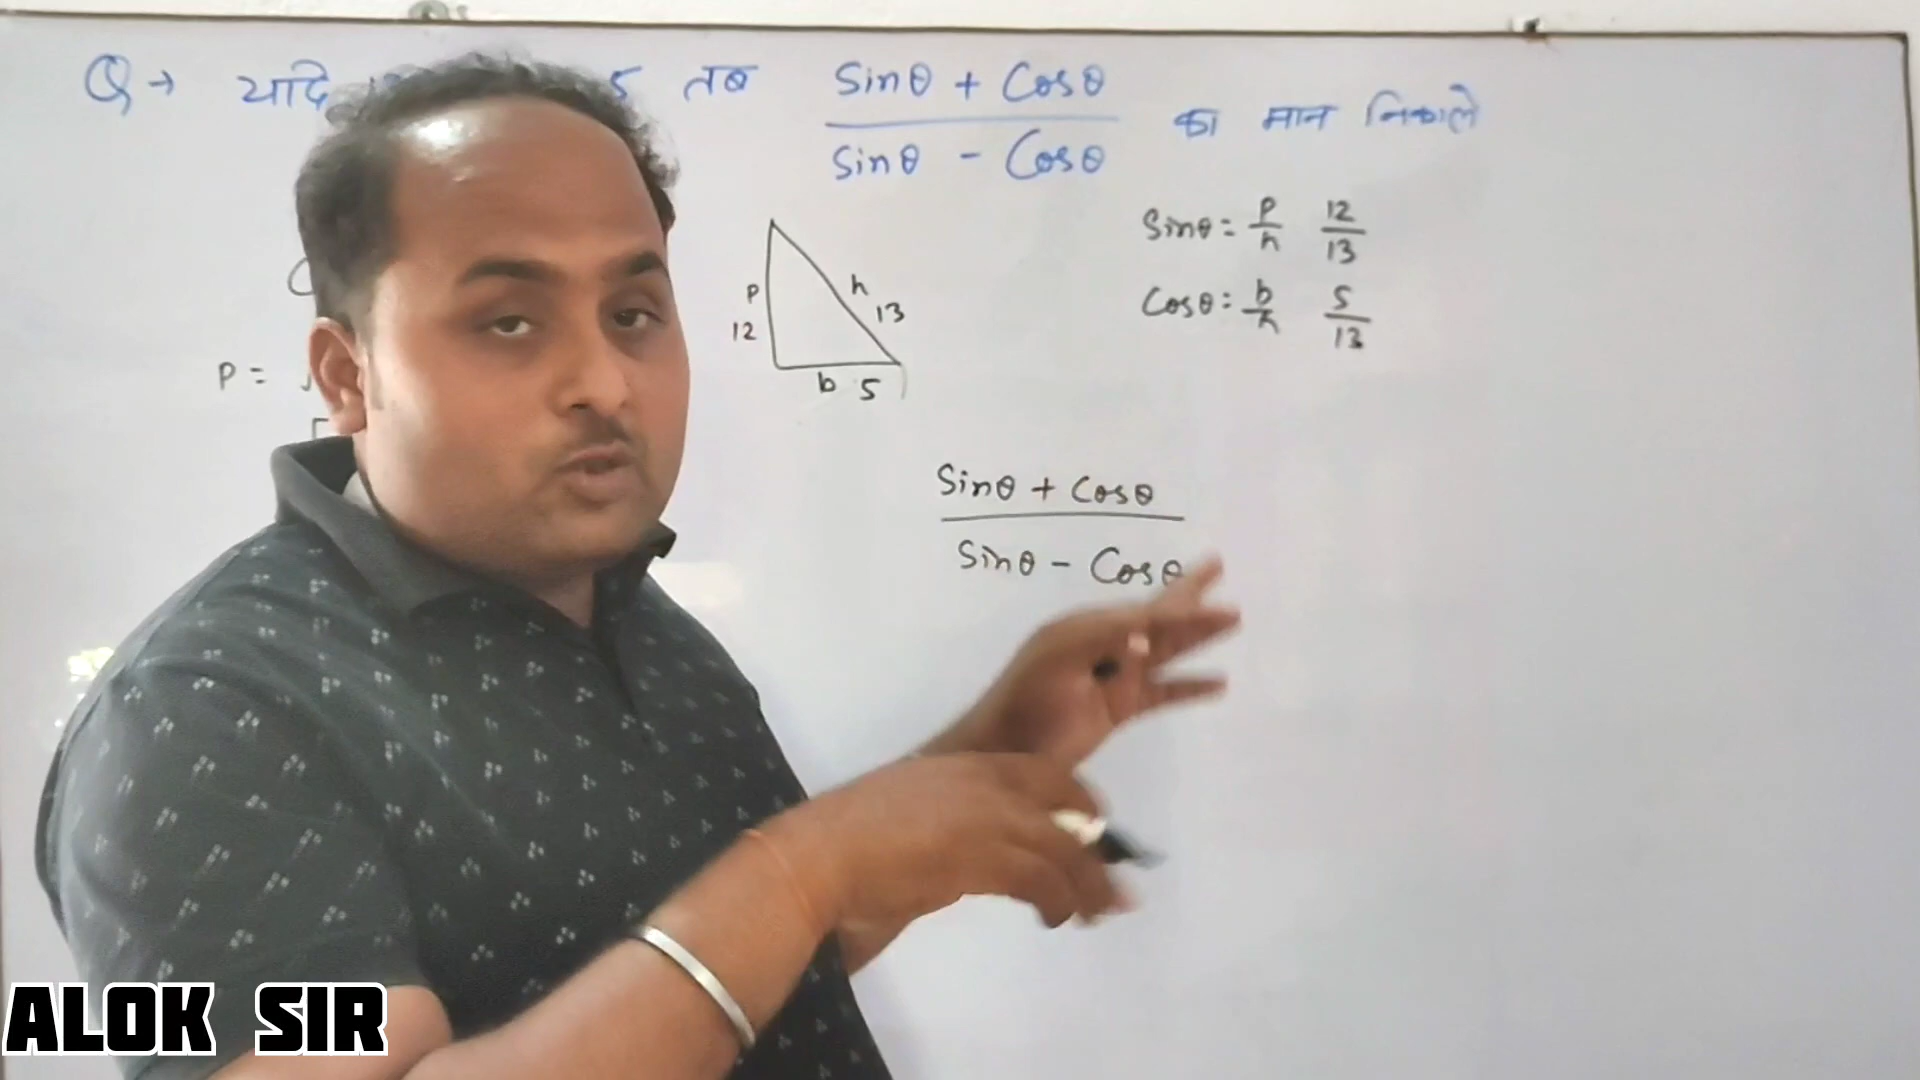 Q→ यदि 5 तब Sinθ + Cosθ / Sinθ - Cosθ का मान निकाले
Sinθ = P/h 12/13
Cosθ = b/h 5/13
P
12
h
13
b 5
P =
Sinθ + Cosθ
Sinθ - Cosθ
ALOK SIR